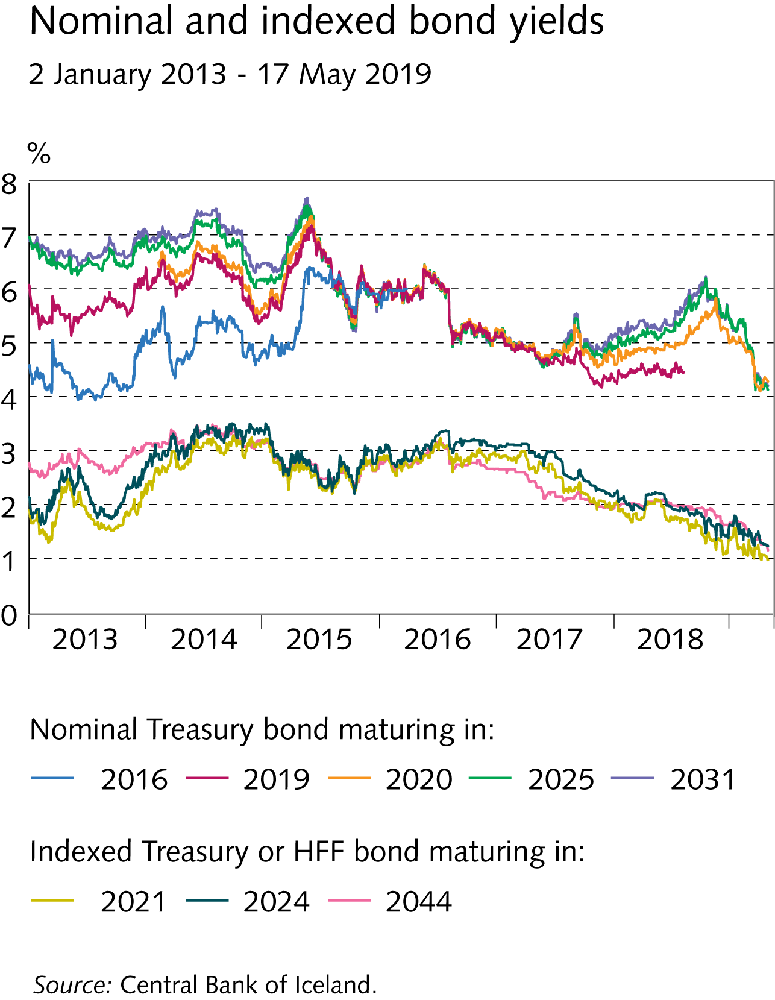 Nominal and indexed bond yields
2 January 2013 - 17 May 2019
%
8
7
6
5
4
3
2
1
0
2013 2014 2015 2016 2017 2018
Nominal Treasury bond maturing in:
2016 2019 2020 2025 2031
Indexed Treasury or HFF bond maturing in:
2021 2024 2044
Source: Central Bank of Iceland.